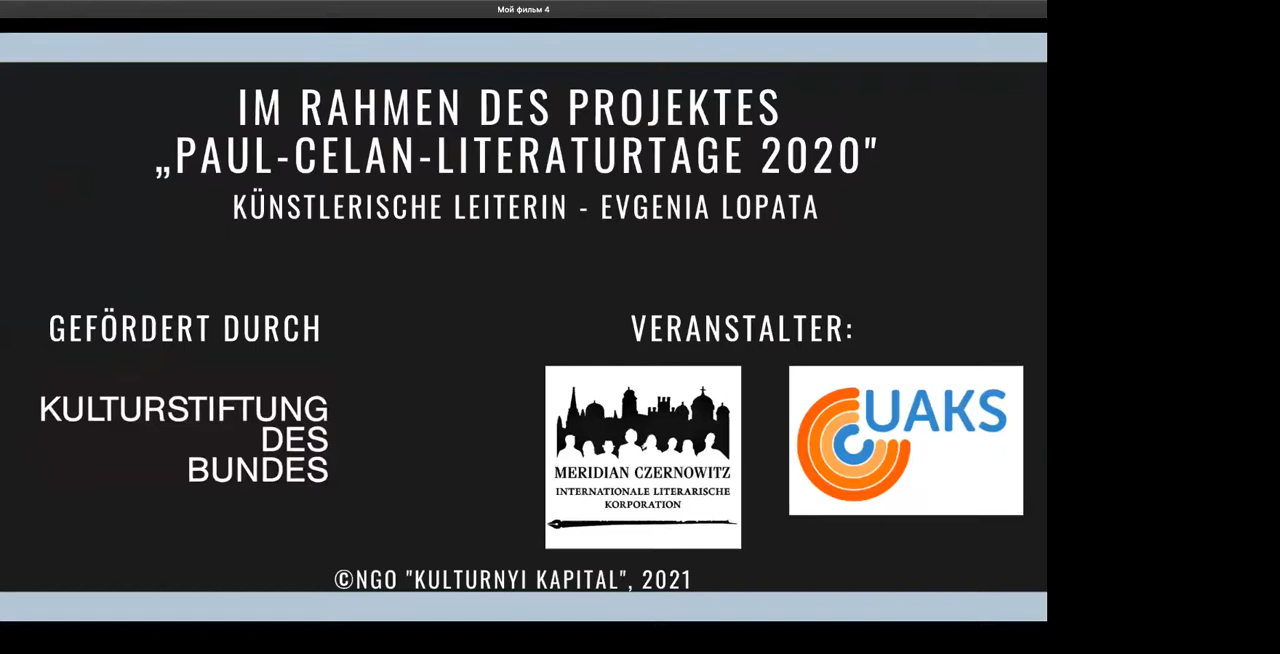 Мой фильм 4
IM RAHMEN DES PROJEKTES
„PAUL-CELAN-LITERATURTAGE 2020"
KÜNSTLERISCHE LEITERIN - EVGENIA LOPATA
GEFÖRDERT DURCH
KULTURSTIFTUNG
DES
BUNDES
VERANSTALTER:
MERIDIAN CZERNOWITZ
INTERNATIONALE LITERARISCHE
KORPORATION
UAKS
©NGO "KULTURNYI KAPITAL", 2021